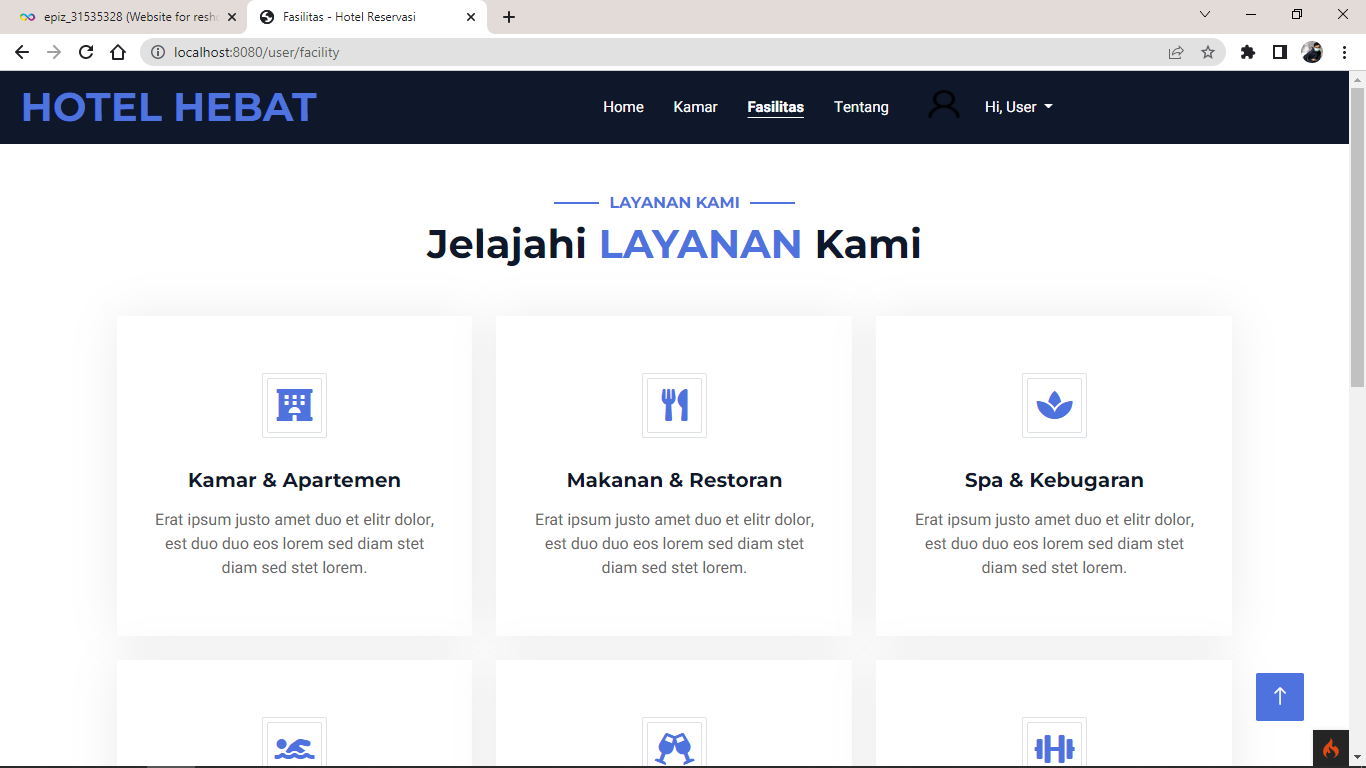 epiz_31535328 (Website for resh
Fasilitas - Hotel Reservasi
localhost:8080/user/facility
HOTEL HEBAT
Home
Kamar
Fasilitas
Tentang
Hi, User
LAYANAN KAMI
Jelajahi LAYANAN Kami
Kamar & Apartemen
Erat ipsum justo amet duo et elitr dolor,
est duo duo eos lorem sed diam stet
diam sed stet lorem.
Makanan & Restoran
Erat ipsum justo amet duo et elitr dolor,
est duo duo eos lorem sed diam stet
diam sed stet lorem.
Spa & Kebugaran
Erat ipsum justo amet duo et elitr dolor,
est duo duo eos lorem sed diam stet
diam sed stet lorem.